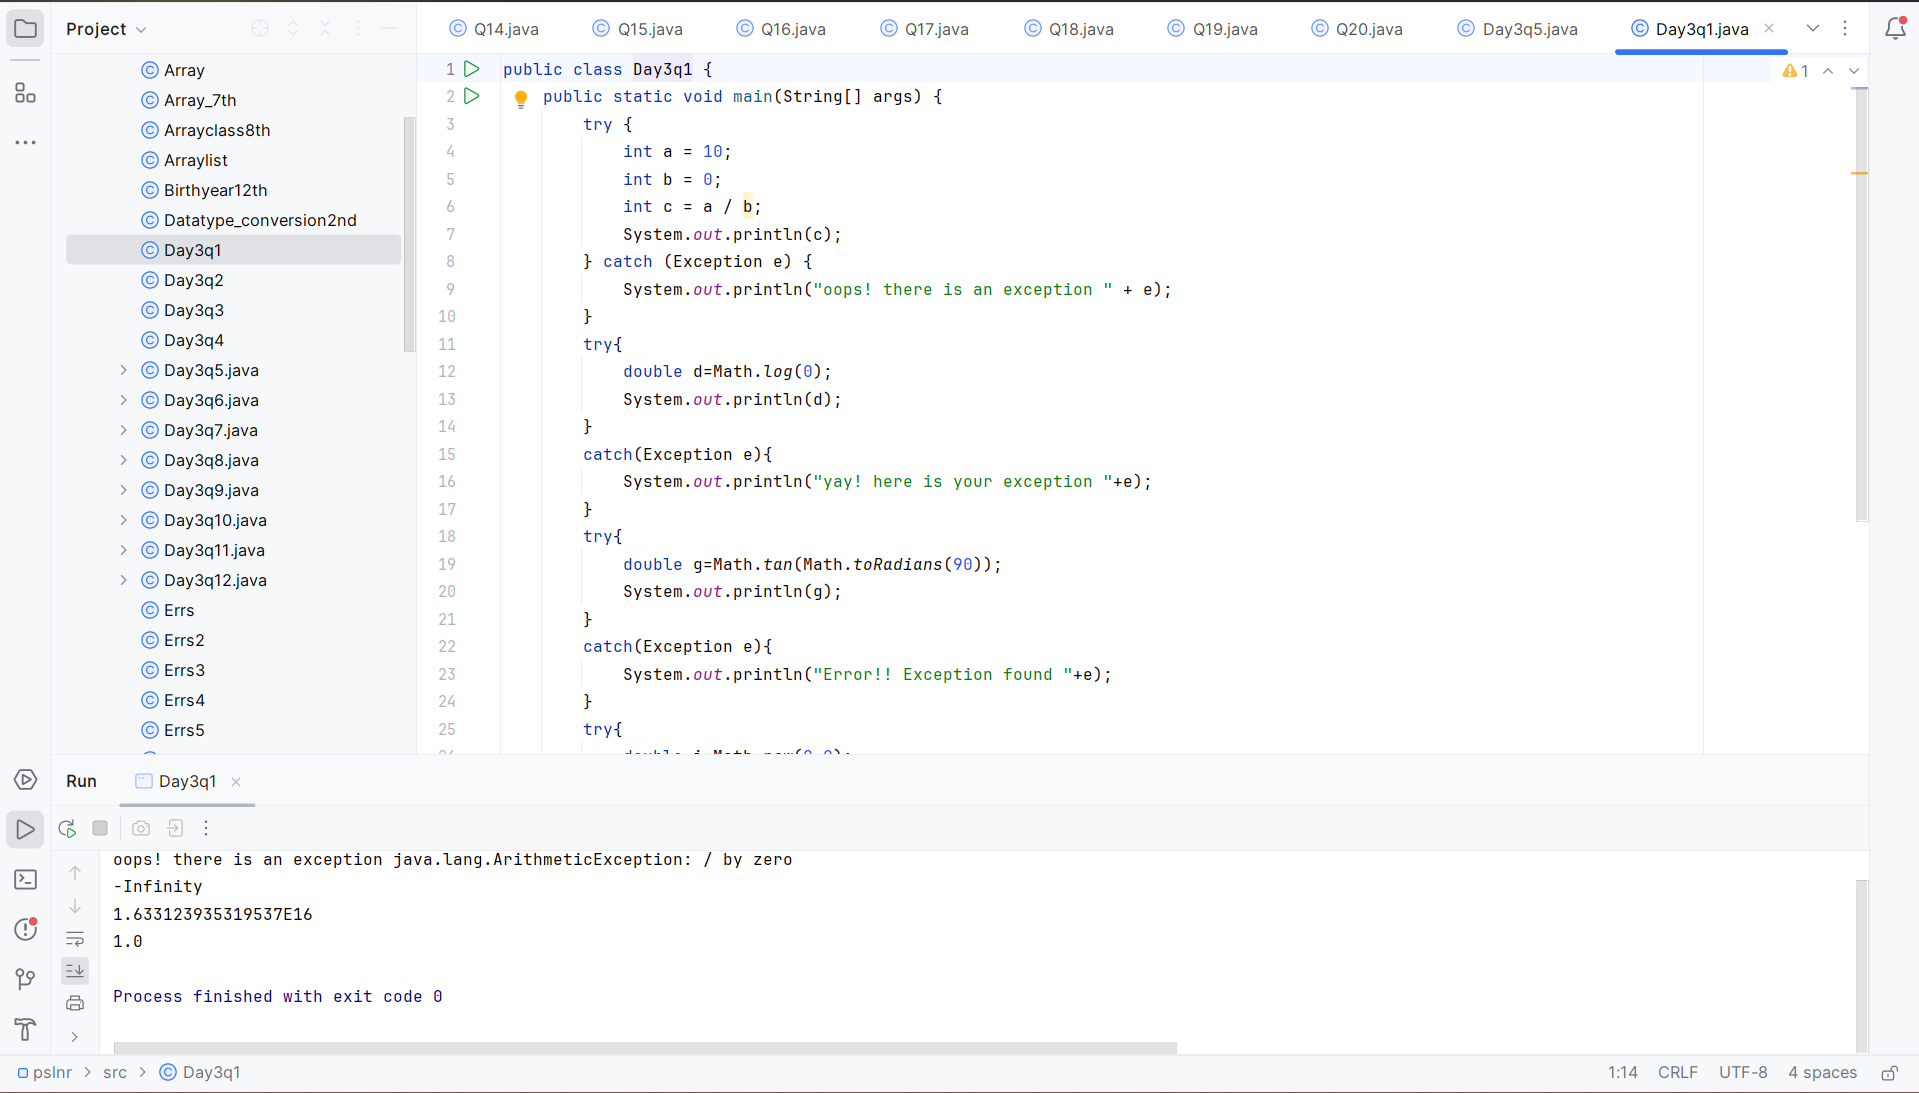 Project
Q14.java Q15.java Q16.java Q17.java Q18.java Q19.java Q20.java Day3q5.java Day3q1.java
Array
Array_7th
Arrayclass8th
Arraylist
Birthyear12th
Datatype_conversion2nd
Day3q1
Day3q2
Day3q3
Day3q4
Day3q5.java
Day3q6.java
Day3q7.java
Day3q8.java
Day3q9.java
Day3q10.java
Day3q11.java
Day3q12.java
Errs
Errs2
Errs3
Errs4
Errs5
1 public class Day3q1 {
2 public static void main(String[] args) {
3 try {
4 int a = 10;
5 int b = 0;
6 int c = a / b;
7 System.out.println(c);
8 } catch (Exception e) {
9 System.out.println("oops! there is an exception " + e);
10 }
11 try{
12 double d=Math.log(0);
13 System.out.println(d);
14 }
15 catch(Exception e){
16 System.out.println("yay! here is your exception "+e);
17 }
18 try{
19 double g=Math.tan(Math.toRadians(90));
20 System.out.println(g);
21 }
22 catch(Exception e){
23 System.out.println("Error!! Exception found "+e);
24 }
25 try{
1
Run Day3q1
oops! there is an exception java.lang.ArithmeticException: / by zero
-Infinity
1.633123935319537E16
1.0
Process finished with exit code 0
pslnr > src > Day3q1
1:14 CRLF UTF-8 4 spaces